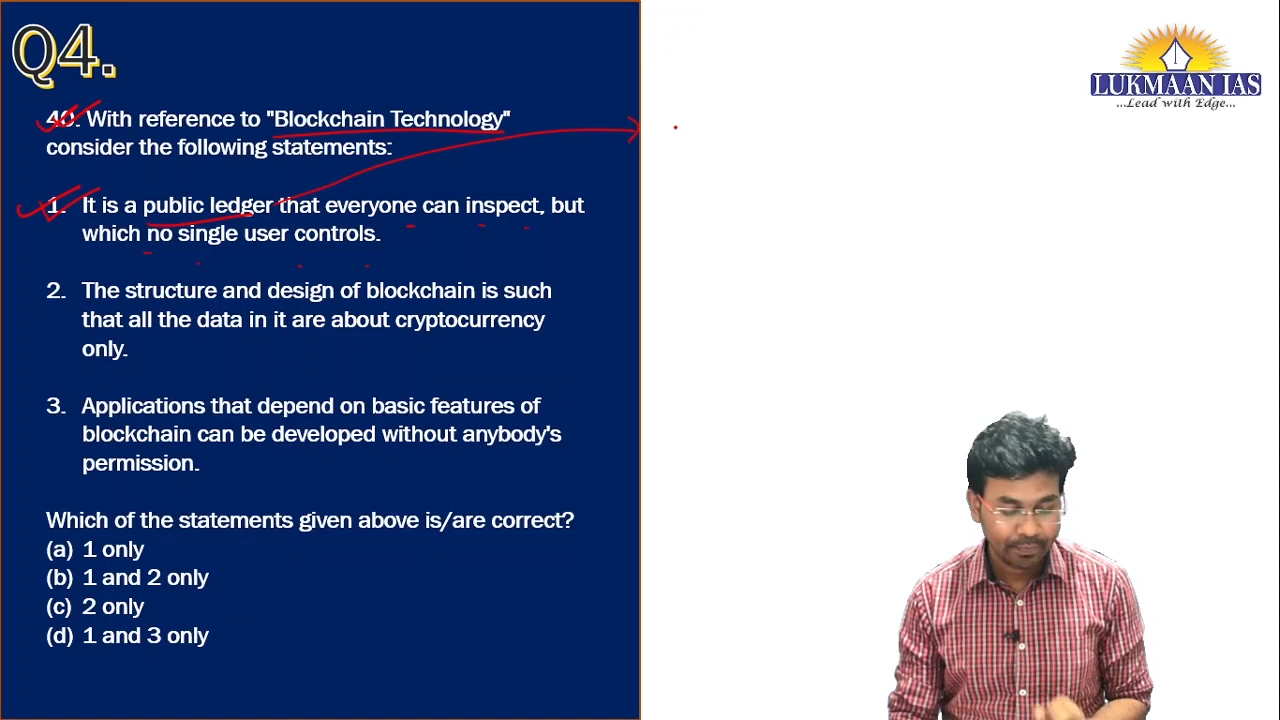 Q4.
LUKMAAN IAS
...Lead with Edge...
40. With reference to "Blockchain Technology"
consider the following statements:
1. It is a public ledger that everyone can inspect, but
which no single user controls.
2. The structure and design of blockchain is such
that all the data in it are about cryptocurrency
only.
3. Applications that depend on basic features of
blockchain can be developed without anybody's
permission.
Which of the statements given above is/are correct?
(a) 1 only
(b) 1 and 2 only
(c) 2 only
(d) 1 and 3 only